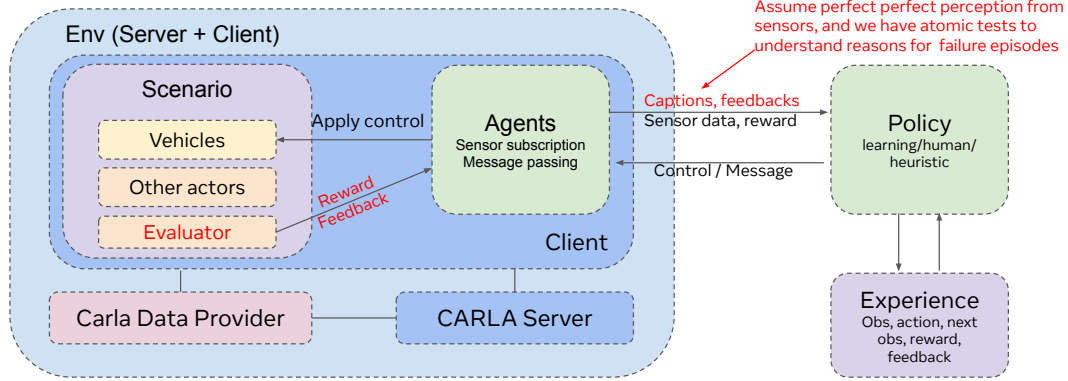 Assume perfect perfect perception from
sensors, and we have atomic tests to
understand reasons for failure episodes
Env (Server + Client)
Scenario
Vehicles
Other actors
Evaluator
Apply control
Reward
Feedback
Agents
Sensor subscription
Message passing
Client
Captions, feedbacks
Sensor data, reward
Control / Message
Policy
learning/human/
heuristic
Carla Data Provider
CARLA Server
Experience
Obs, action, next
obs, reward,
feedback